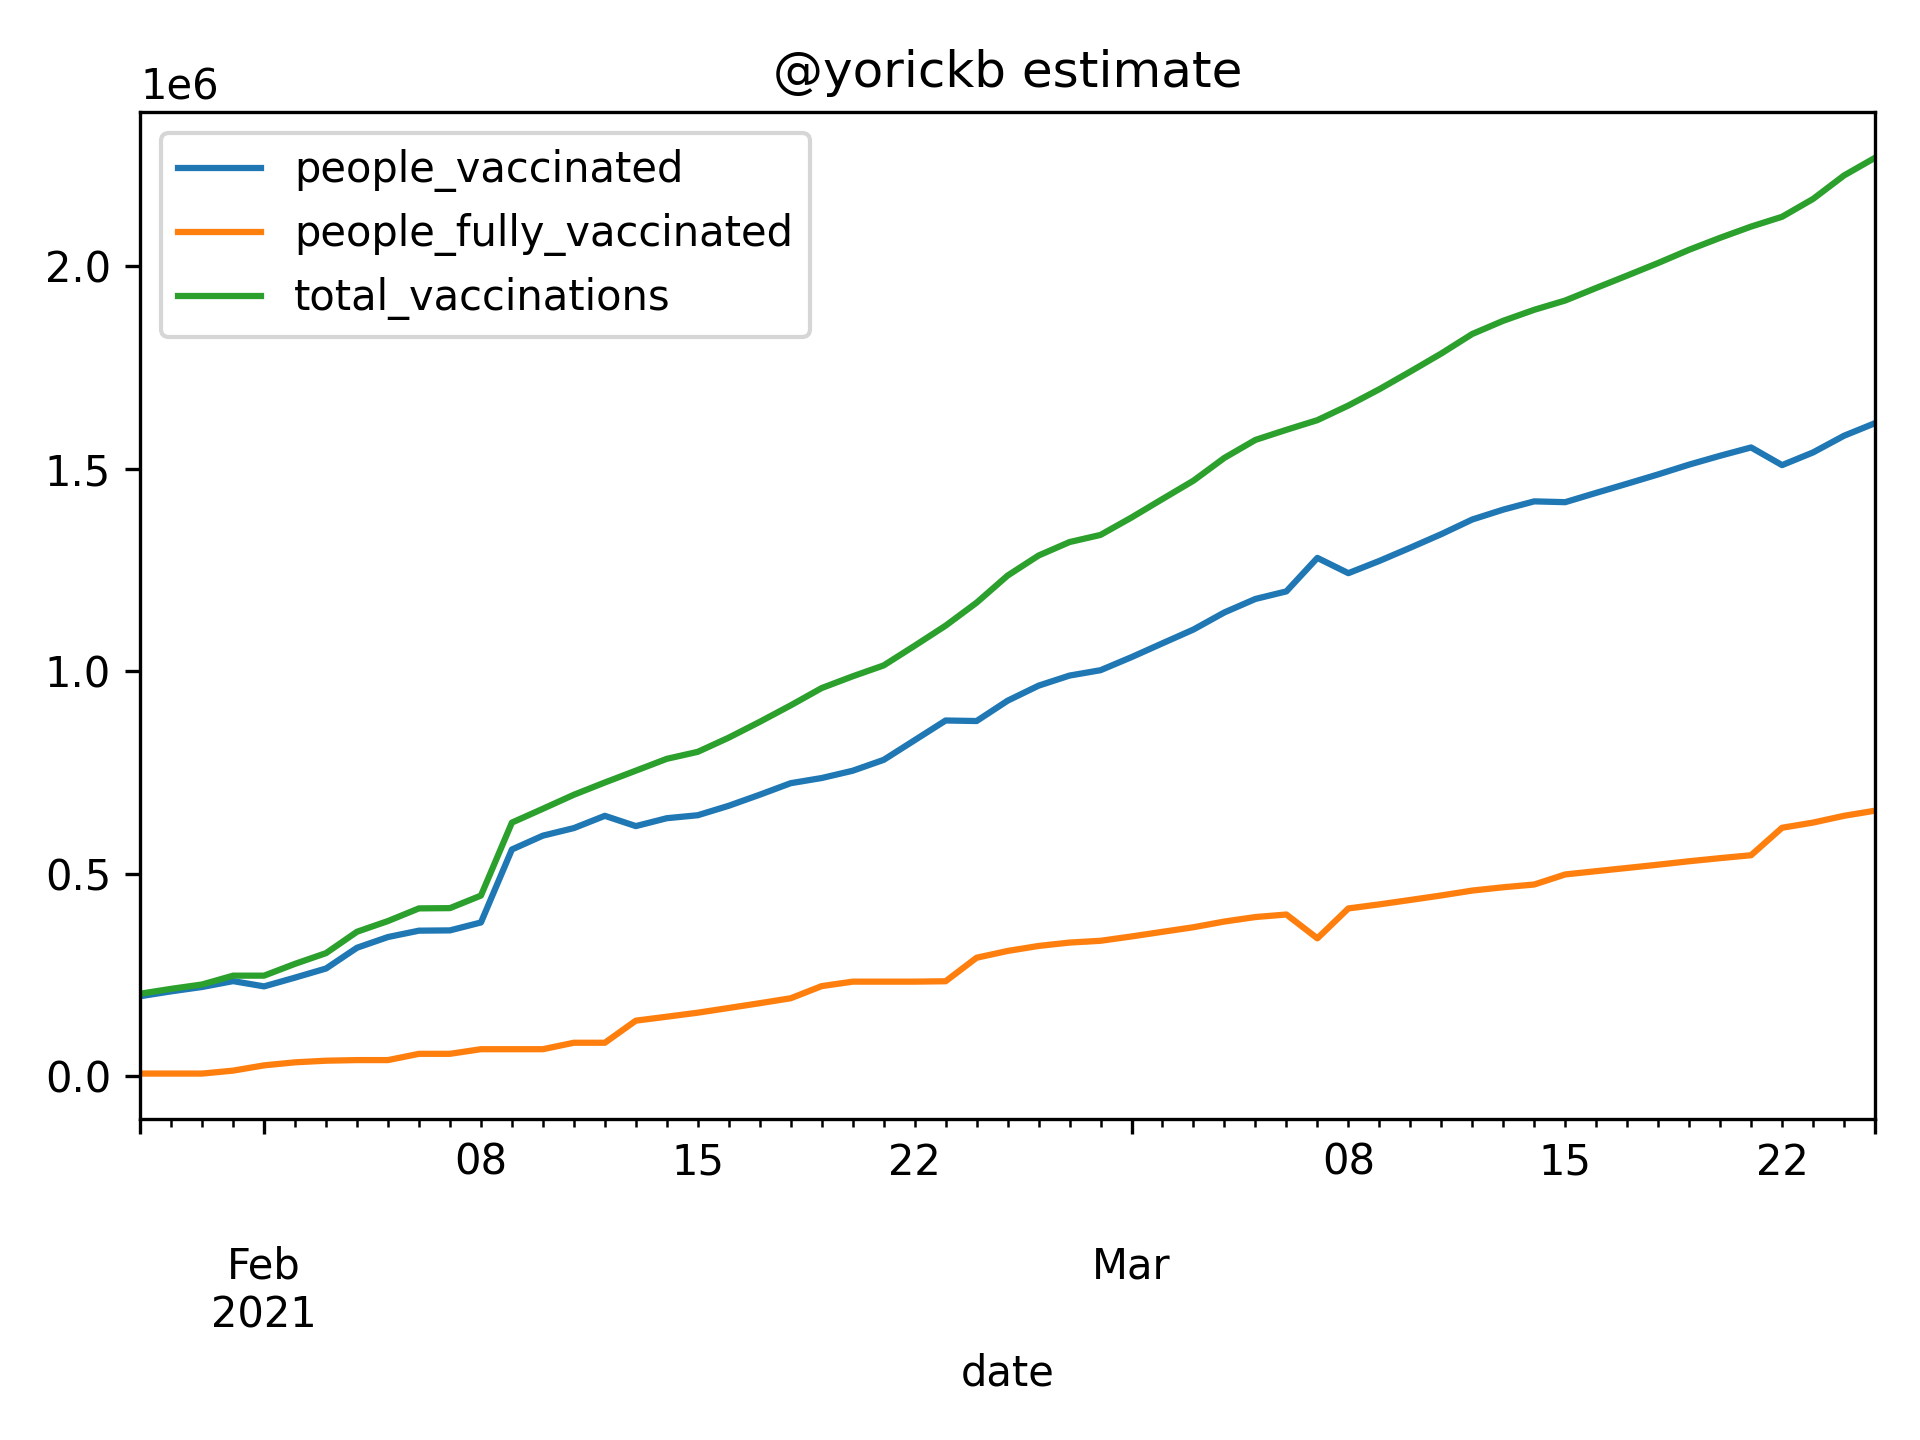 @yorickb estimate
1e6
people_vaccinated
people_fully_vaccinated
total_vaccinations
2.0
1.5
1.0
0.5
0.0
08 15 22 08 15 22
Feb Mar
2021
date